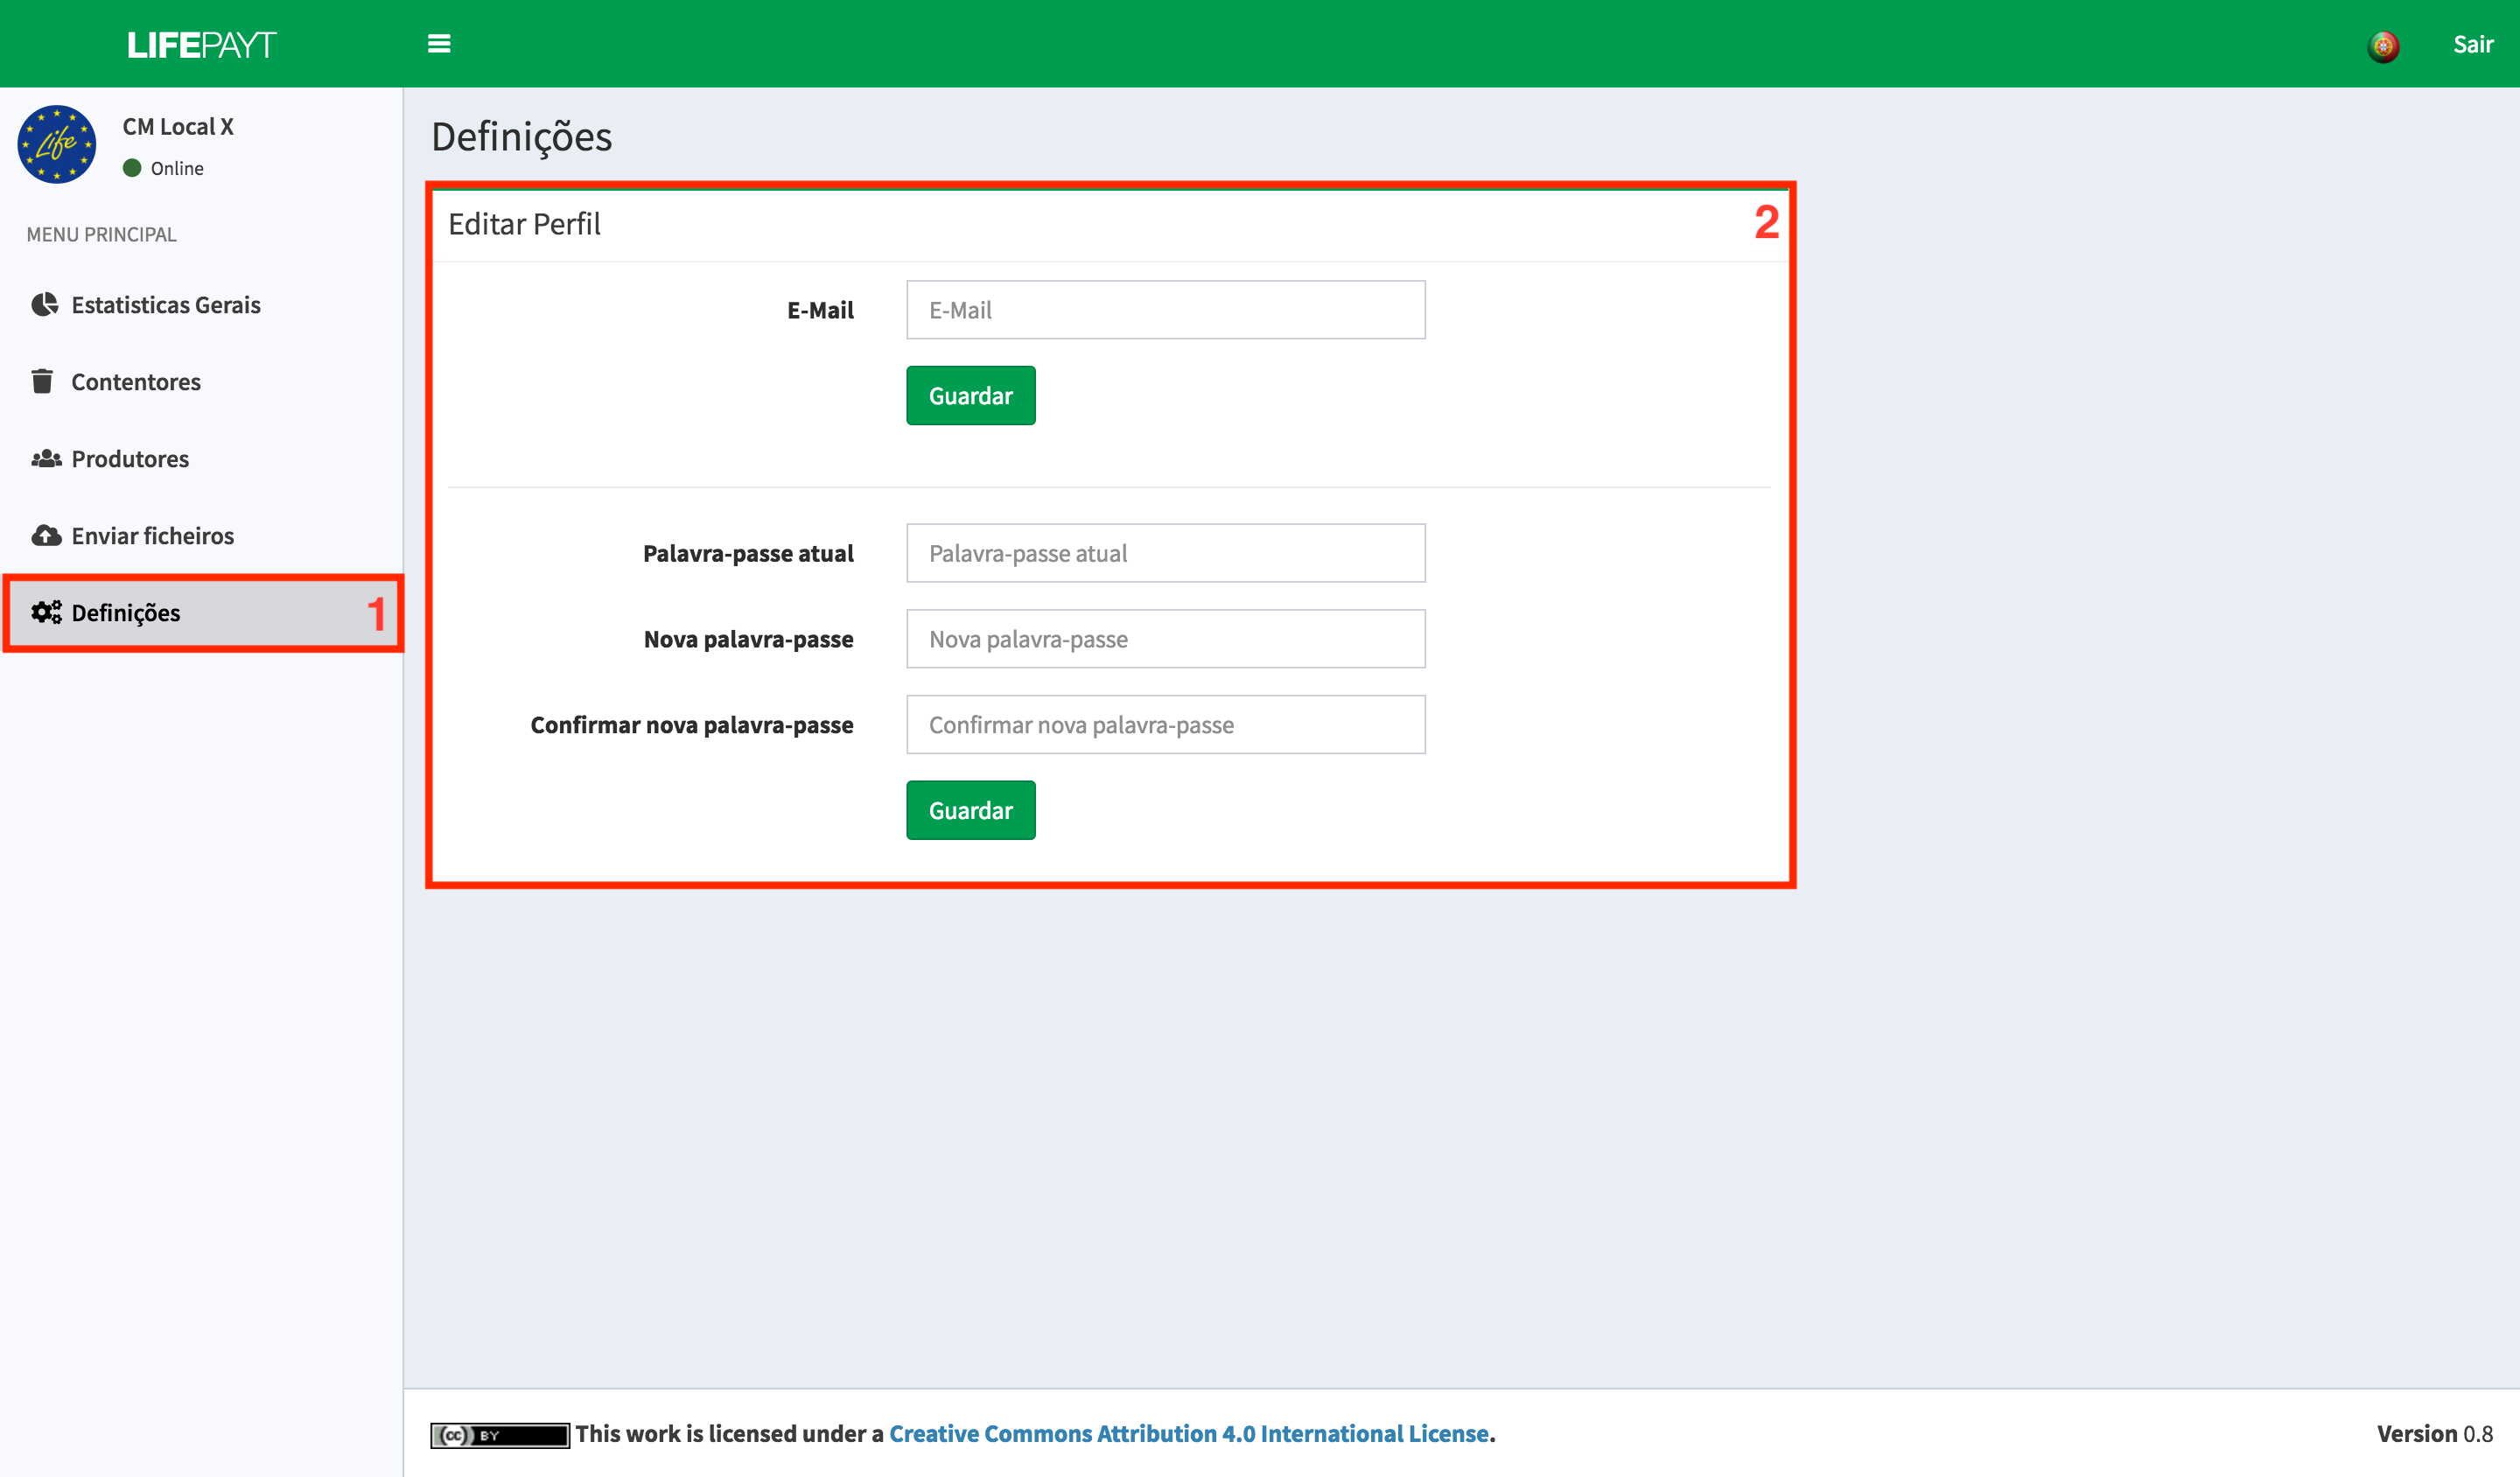 LIFEPAYT
Sair
Life
CM Local X
Online
MENU PRINCIPAL
Estatisticas Gerais
Contentores
Produtores
Enviar ficheiros
Definições 1
Definições
Editar Perfil 2
E-Mail E-Mail
Guardar
Palavra-passe atual Palavra-passe atual
Nova palavra-passe Nova palavra-passe
Confirmar nova palavra-passe Confirmar nova palavra-passe
Guardar
cc BY This work is licensed under a Creative Commons Attribution 4.0 International License. Version 0.8